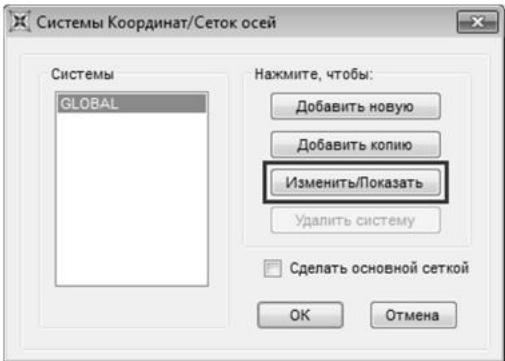 Системы Координат/Сеток осей
Системы
GLOBAL
Нажмите, чтобы:
Добавить новую
Добавить копию
Изменить/Показать
Удалить систему
Сделать основной сеткой
OK
Отмена